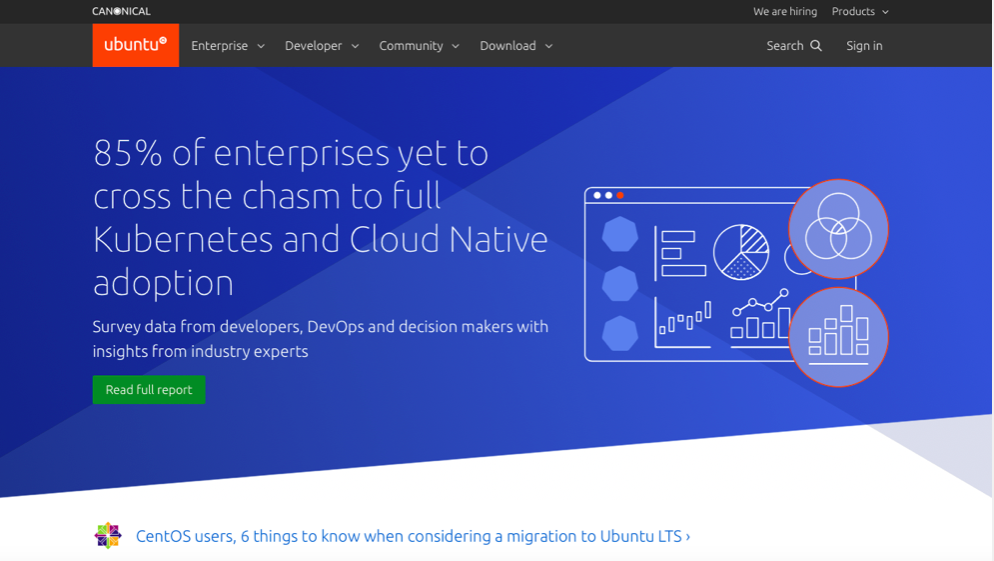 CANONICAL
We are hiring
Products
ubuntu
Enterprise
Developer
Community
Download
Search
Sign in
85% of enterprises yet to
cross the chasm to full
Kubernetes and Cloud Native
adoption
Survey data from developers, DevOps and decision makers with
insights from industry experts
Read full report
CentOS users, 6 things to know when considering a migration to Ubuntu LTS ›